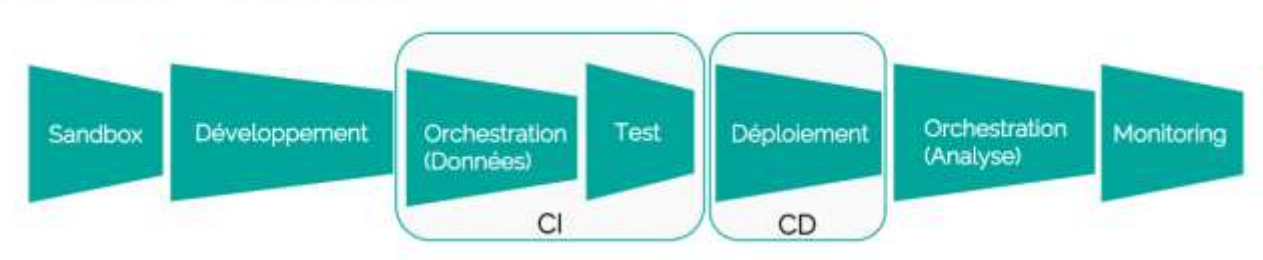 Sandbox
Développement
Orchestration
(Données)
Test
Déploiement
Orchestration
(Analyse)
Monitoring
CI
CD